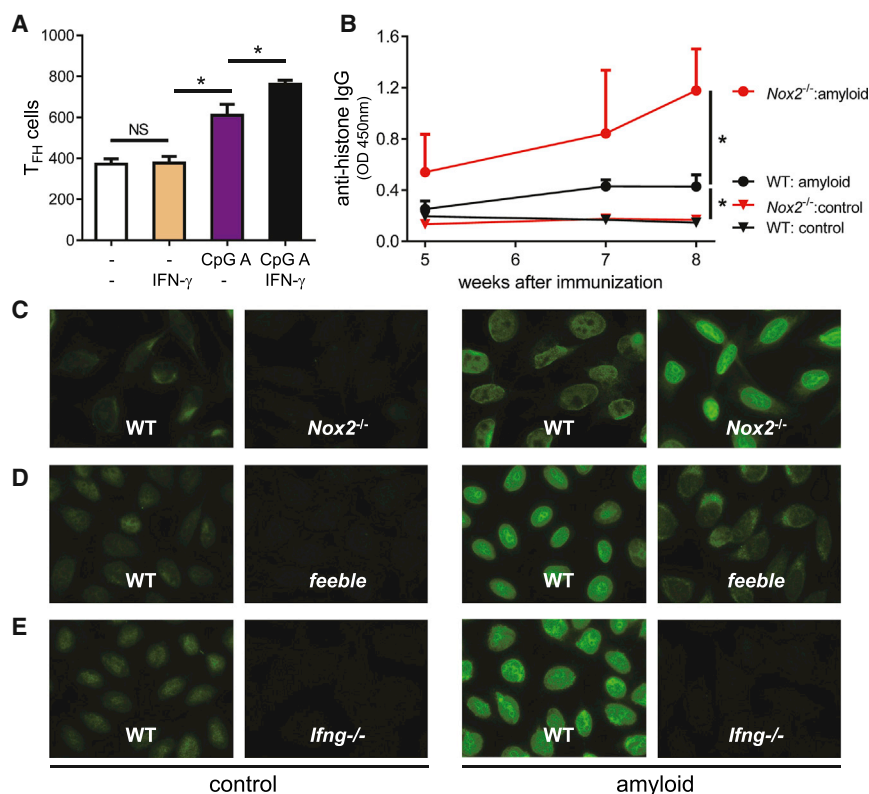 A
T_FH cells
1000
800
600
400
200
0
NS
*
*
- - CpG A CpG A
- IFN-γ - IFN-γ
B
anti-histone IgG
(OD 450nm)
1.6
1.2
0.8
0.4
0.0
5 6 7 8
weeks after immunization
Nox2-/-:amyloid
*
WT: amyloid
Nox2-/-:control
*
WT: control
C
WT
Nox2-/-
WT
Nox2-/-
D
WT
feeble
WT
feeble
E
WT
Ifng-/-
WT
Ifng-/-
control
amyloid